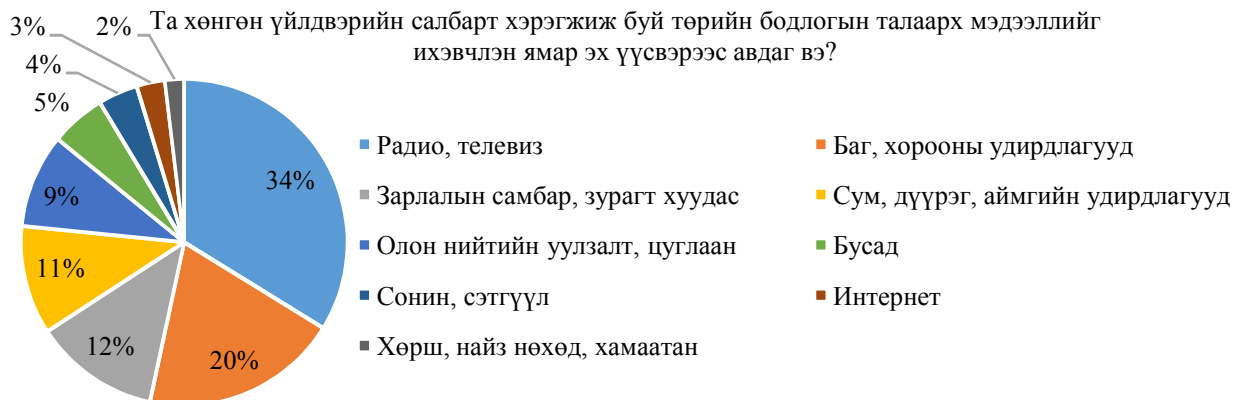 Та хөнгөн үйлдвэрийн салбарт хэрэгжиж буй төрийн бодлогын талаарх мэдээллийг
ихэвчлэн ямар эх үүсвэрээс авдаг вэ?
3%
2%
4%
5%
9%
11%
12%
20%
34%
Радио, телевиз
Баг, хорооны удирдлагууд
Зарлалын самбар, зурагт хуудас
Сум, дүүрэг, аймгийн удирдлагууд
Олон нийтийн уулзалт, цуглаан
Бусад
Сонин, сэтгүүл
Интернет
Хөрш, найз нөхөд, хамаатан